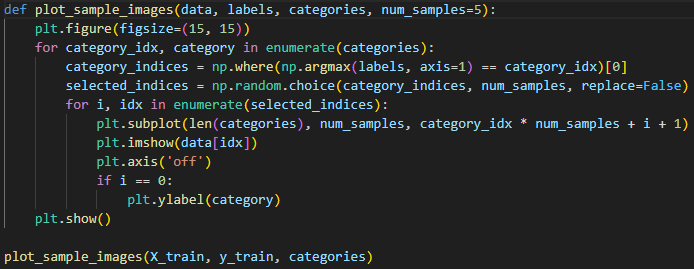 def plot_sample_images(data, labels, categories, num_samples=5):
    plt.figure(figsize=(15, 15))
    for category_idx, category in enumerate(categories):
        category_indices = np.where(np.argmax(labels, axis=1) == category_idx)[0]
        selected_indices = np.random.choice(category_indices, num_samples, replace=False)
        for i, idx in enumerate(selected_indices):
            plt.subplot(len(categories), num_samples, category_idx * num_samples + i + 1)
            plt.imshow(data[idx])
            plt.axis('off')
            if i == 0:
                plt.ylabel(category)
    plt.show()

plot_sample_images(X_train, y_train, categories)